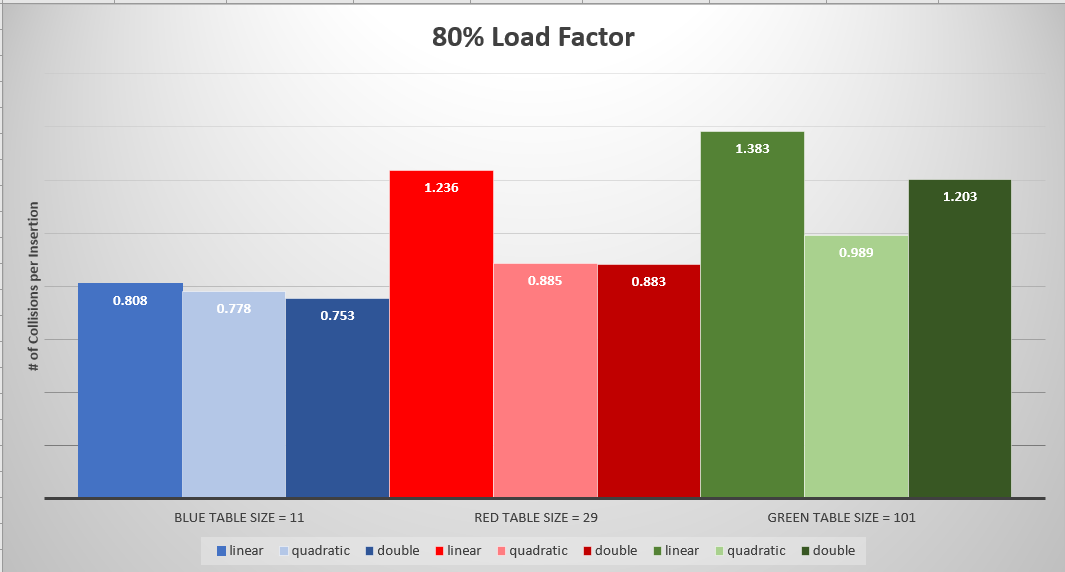 80% Load Factor
# of Collisions per Insertion
0.808
0.778
0.753
1.236
0.885
0.883
1.383
0.989
1.203
BLUE TABLE SIZE = 11
RED TABLE SIZE = 29
GREEN TABLE SIZE = 101
linear quadratic double linear quadratic double linear quadratic double